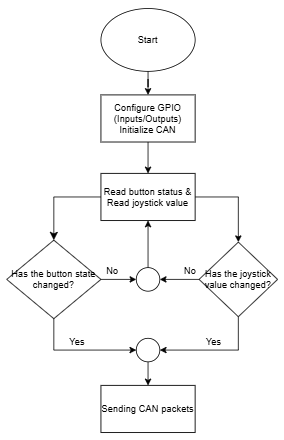 Start
Configure GPIO
(Inputs/Outputs)
Initialize CAN
Read button status &
Read joystick value
Has the button state
changed?
No
No
Has the joystick
value changed?
Yes
Yes
Sending CAN packets